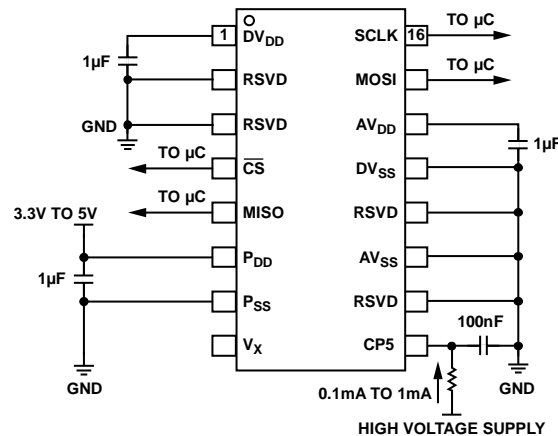 1 DVDD
SCLK 16
TO µC
1µF
RSVD
MOSI
TO µC
GND
RSVD
AVDD
1µF
TO µC
CS
DVSS
TO µC
MISO
RSVD
3.3V TO 5V
PDD
AVSS
1µF
PSS
RSVD
VX
CP5
100nF
GND
0.1mA TO 1mA
GND
HIGH VOLTAGE SUPPLY